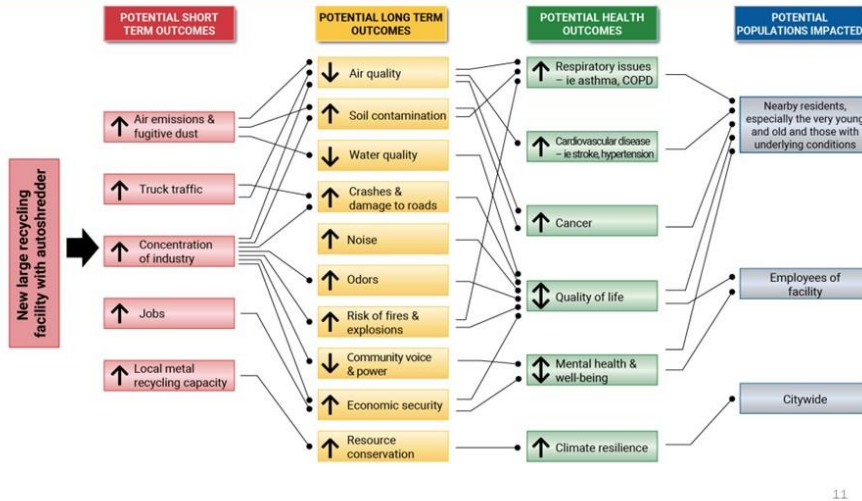 POTENTIAL SHORT
TERM OUTCOMES
POTENTIAL LONG TERM
OUTCOMES
POTENTIAL HEALTH
OUTCOMES
POTENTIAL
POPULATIONS IMPACTED
New large recycling
facility with autoshredder
Air emissions &
fugitive dust
Truck traffic
Concentration
of industry
Jobs
Local metal
recycling capacity
Air quality
Soil contamination
Water quality
Crashes &
damage to roads
Noise
Odors
Risk of fires &
explosions
Community voice
& power
Economic security
Resource
conservation
Respiratory issues
– ie asthma, COPD
Cardiovascular disease
– ie stroke, hypertension
Cancer
Quality of life
Mental health &
well-being
Climate resilience
Nearby residents,
especially the very young
and old and those with
underlying conditions
Employees of
facility
Citywide
11